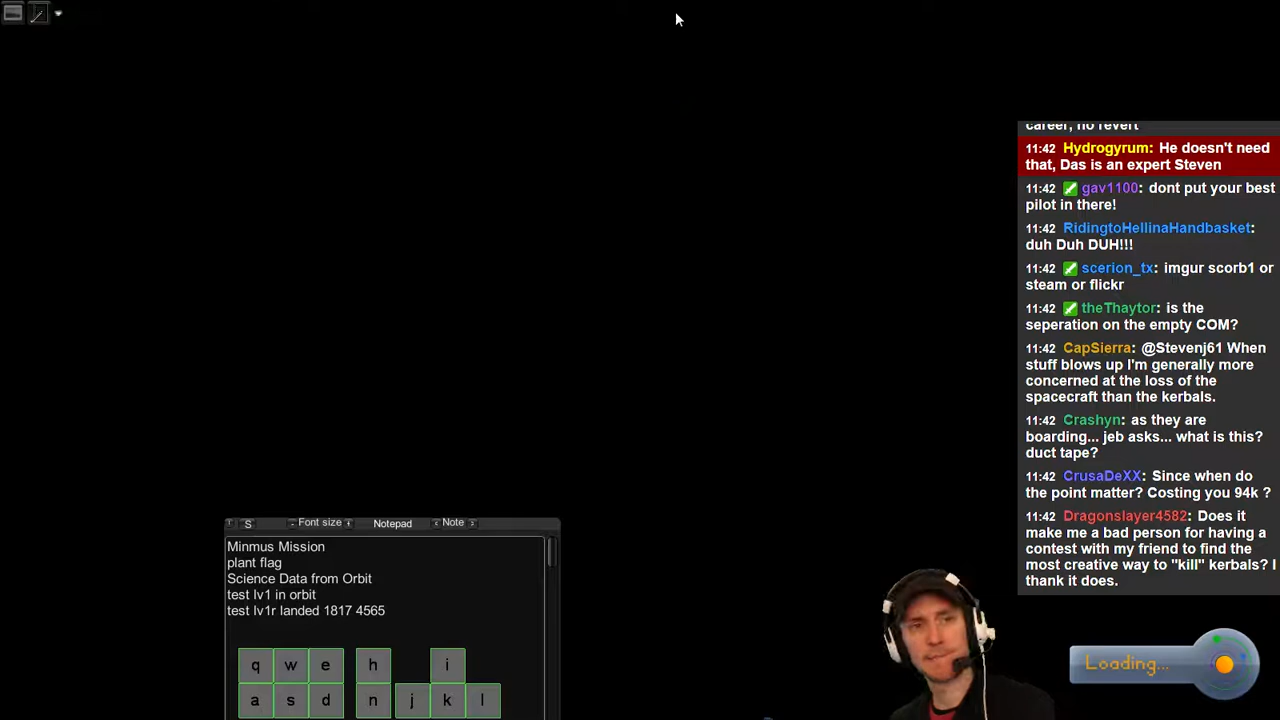 career, no revert
11:42 Hydrogyrum: He doesn't need
that, Das is an expert Steven
11:42 gav1100: dont put your best
pilot in there!
11:42 RidingtoHellinaHandbasket:
duh Duh DUH!!!
11:42 scerion_tx: imgur scorb1 or
steam or flickr
11:42 theThaytor: is the
seperation on the empty COM?
11:42 CapSierra: @Stevenj61 When
stuff blows up I'm generally more
concerned at the loss of the
spacecraft than the kerbals.
11:42 Crashyn: as they are
boarding... jeb asks... what is this?
duct tape?
11:42 CrusaDeXX: Since when do
the point matter? Costing you 94k ?
11:42 Dragonslayer4582: Does it
make me a bad person for having a
contest with my friend to find the
most creative way to "kill" kerbals? I
thank it does.
S - Font size + Notepad < Note >
Minmus Mission
plant flag
Science Data from Orbit
test lv1 in orbit
test lv1r landed 1817 4565
q w e h i
a s d n j k l
Loading...